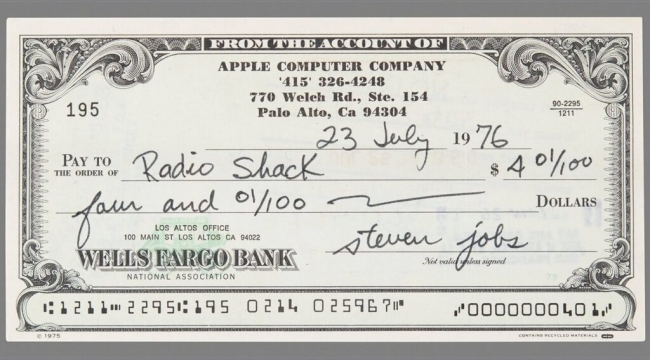 FROM THE ACCOUNT OF
APPLE COMPUTER COMPANY
'415' 326-4248
770 Welch Rd., Ste. 154
Palo Alto, Ca 94304
195
90-2295
1211
23 July 1976
PAY TO THE ORDER OF Radio Shack $ 4 01/100
four and 01/100 DOLLARS
LOS ALTOS OFFICE
100 MAIN ST LOS ALTOS CA 94022
WELLS FARGO BANK
NATIONAL ASSOCIATION
steven jobs
Not valid unless signed
⑆1211⑉2295⑆195 0214 025967⑈ ⑈0000000401⑈
© 1975
CONTAINS RECYCLED MATERIALS